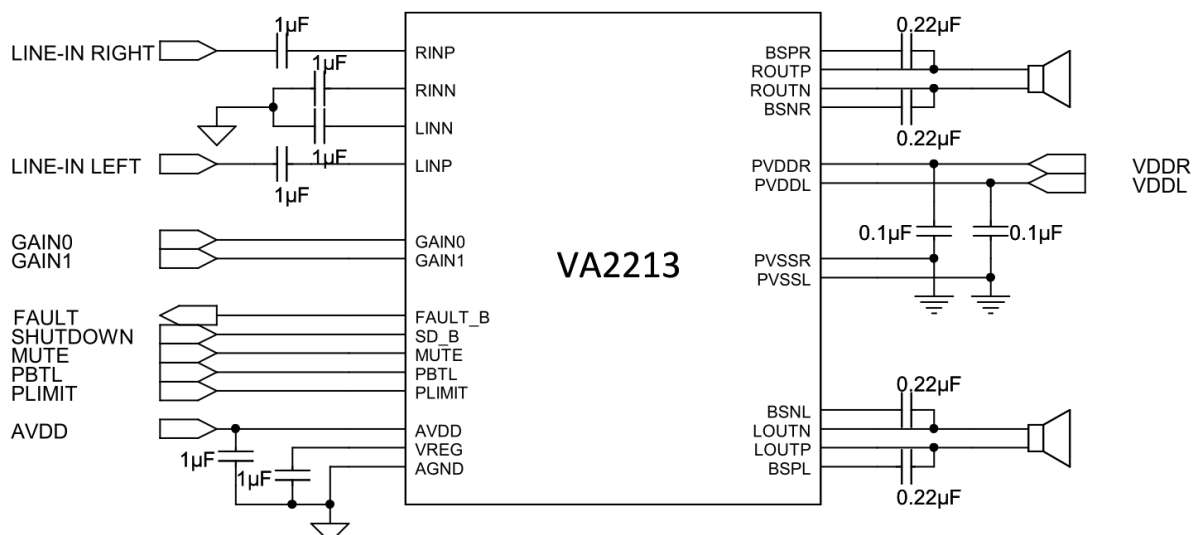 1µF
LINE-IN RIGHT
RINP
1µF
RINN
LINN
1µF
LINE-IN LEFT
LINP
1µF
GAIN0
GAIN0
GAIN1
GAIN1
FAULT
FAULT_B
SHUTDOWN
SD_B
MUTE
MUTE
PBTL
PBTL
PLIMIT
PLIMIT
AVDD
AVDD
VREG
1µF
1µF
AGND
VA2213
0.22µF
BSPR
ROUTP
ROUTN
BSNR
0.22µF
PVDDR
VDDR
PVDDL
VDDL
0.1µF
0.1µF
PVSSR
PVSSL
0.22µF
BSNL
LOUTN
LOUTP
BSPL
0.22µF